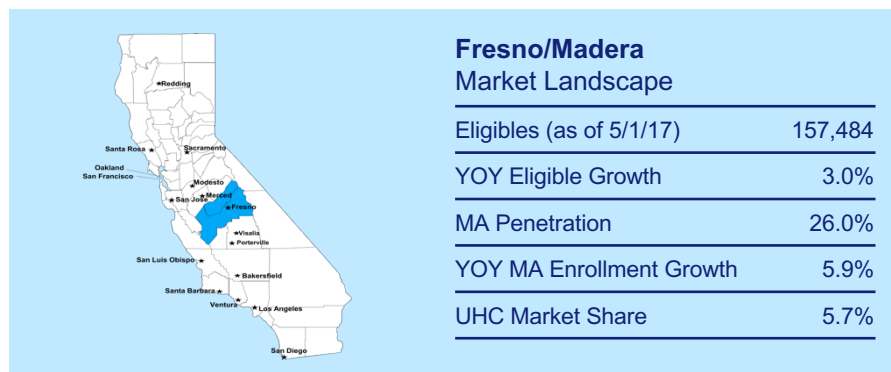 Redding
Santa Rosa
Sacramento
Oakland
San Francisco
Modesto
Merced
San Jose
Fresno
Visalia
Porterville
San Luis Obispo
Bakersfield
Santa Barbara
Ventura
Los Angeles
San Diego
Fresno/Madera
Market Landscape
Eligibles (as of 5/1/17) 157,484
YOY Eligible Growth 3.0%
MA Penetration 26.0%
YOY MA Enrollment Growth 5.9%
UHC Market Share 5.7%